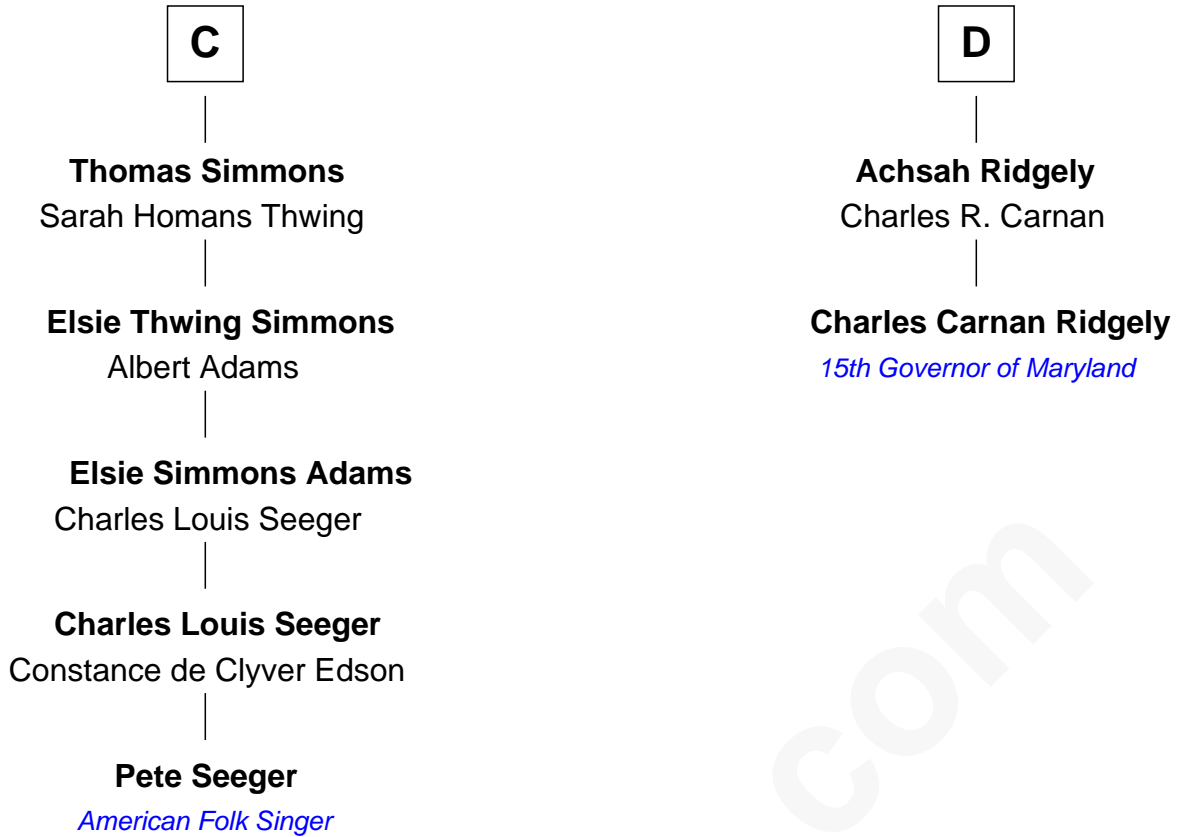 C
Thomas Simmons
Sarah Homans Thwing
Elsie Thwing Simmons
Albert Adams
Elsie Simmons Adams
Charles Louis Seeger
Charles Louis Seeger
Constance de Clyver Edson
Pete Seeger
American Folk Singer
D
Achsah Ridgely
Charles R. Carnan
Charles Carnan Ridgely
15th Governor of Maryland
com